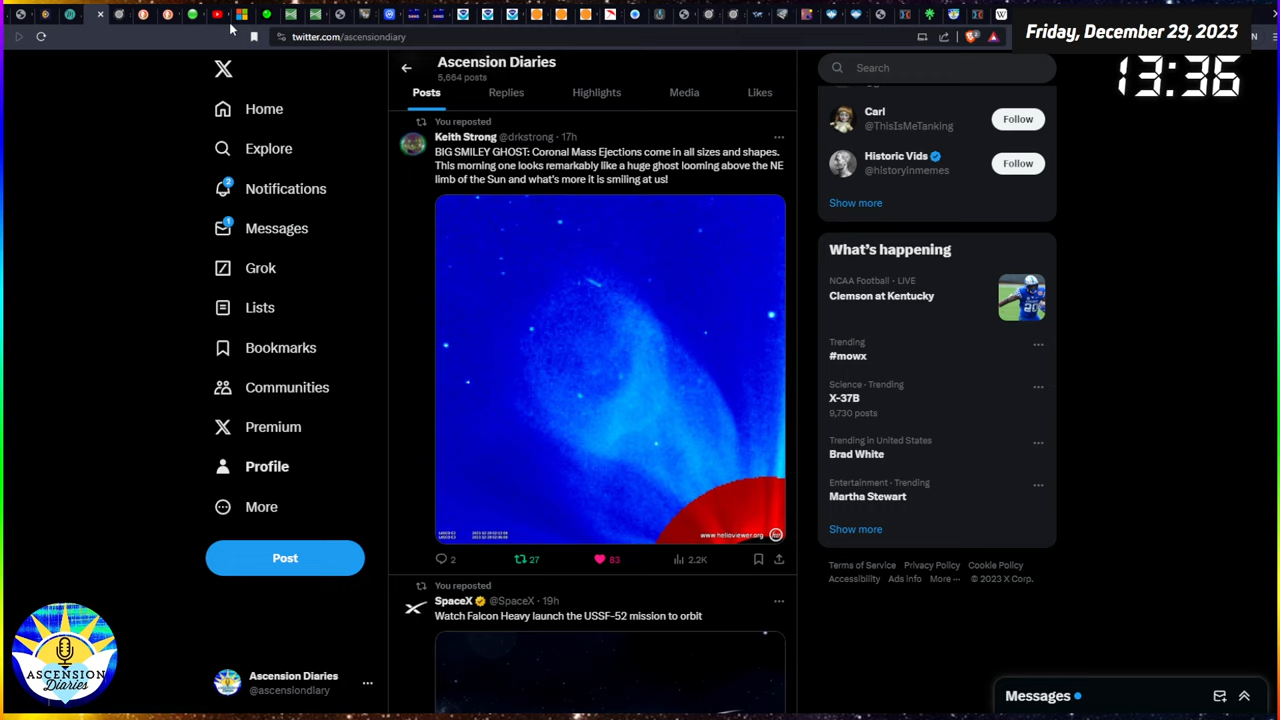 Friday, December 29, 2023
13:36
twitter.com/ascensiondiary
Home
Explore
2
Notifications
1
Messages
Grok
Lists
Bookmarks
Communities
Premium
Profile
More
Post
ASCENSION
Diaries
Ascension Diaries
@ascensiondiary
Ascension Diaries
5,664 posts
Posts
Replies
Highlights
Media
Likes
You reposted
Keith Strong @drkstrong · 17h
BIG SMILEY GHOST: Coronal Mass Ejections come in all sizes and shapes.
This morning one looks remarkably like a huge ghost looming above the NE
limb of the Sun and what's more it is smiling at us!
www.helioviewer.org
2
27
83
2.2K
You reposted
SpaceX @SpaceX · 19h
Watch Falcon Heavy launch the USSF-52 mission to orbit
Search
Carl
@ThisIsMeTanking
Follow
Historic Vids
@historyinmemes
Follow
Show more
What's happening
NCAA Football · LIVE
Clemson at Kentucky
Trending
#mowx
Science · Trending
X-37B
9,730 posts
Trending in United States
Brad White
Entertainment · Trending
Martha Stewart
Show more
Terms of Service
Privacy Policy
Cookie Policy
Accessibility
Ads info
More ···
© 2023 X Corp.
Messages